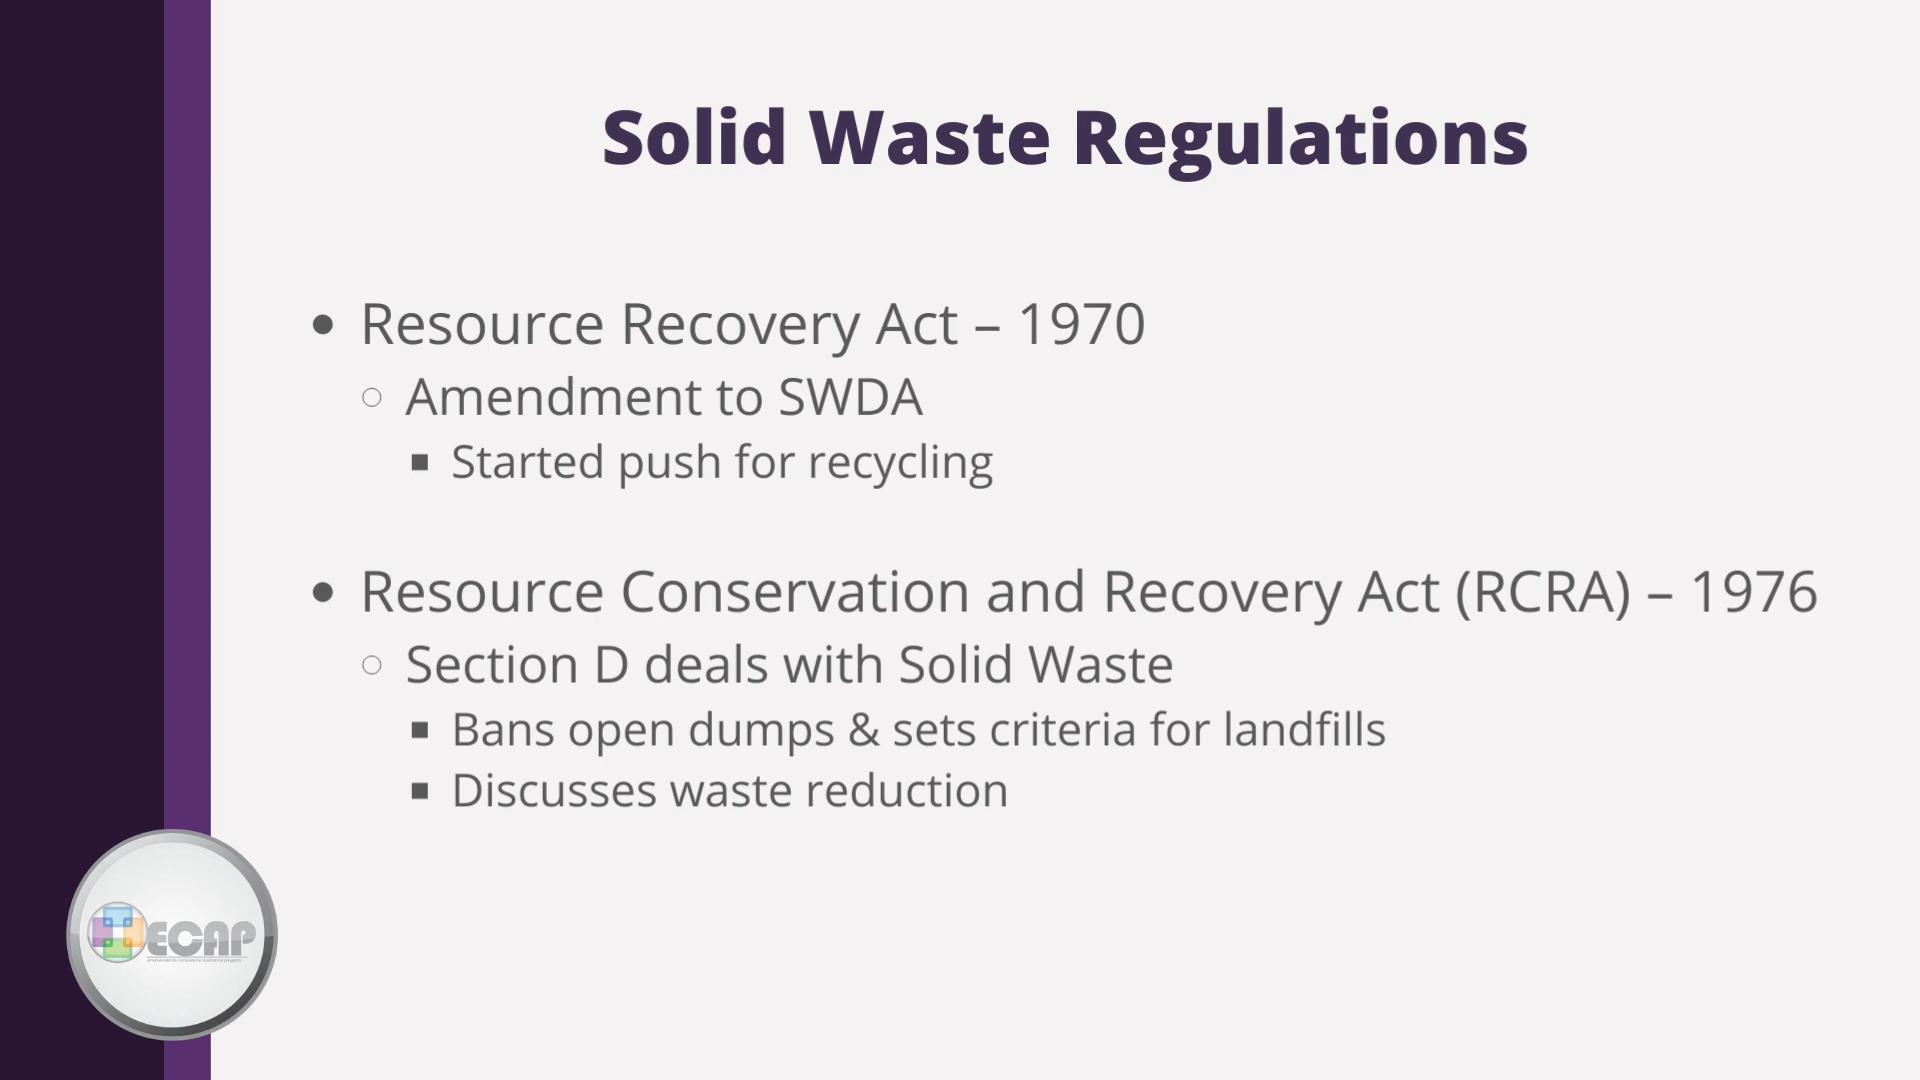 Solid Waste Regulations
• Resource Recovery Act – 1970
○ Amendment to SWDA
▪ Started push for recycling
• Resource Conservation and Recovery Act (RCRA) – 1976
○ Section D deals with Solid Waste
▪ Bans open dumps & sets criteria for landfills
▪ Discusses waste reduction
ECAP